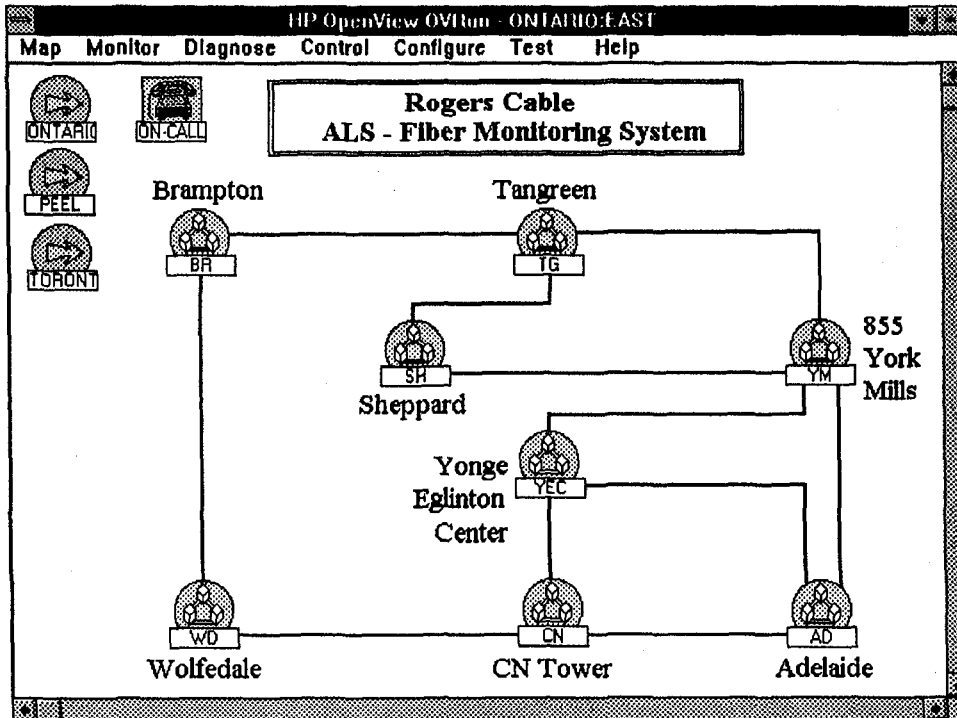 HP OpenView OVRun - ONTARIO:EAST
Map Monitor Diagnose Control Configure Test Help
ONTARIO
ON-CALL
Rogers Cable
ALS - Fiber Monitoring System
PEEL
TORONT
Brampton
BR
Tangreen
TG
SH
Sheppard
YM
855
York
Mills
Yonge
Eglinton
Center
YEC
WD
Wolfedale
CN
CN Tower
AD
Adelaide